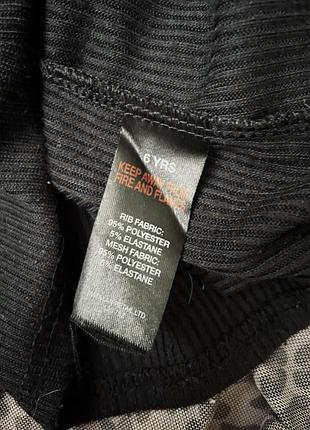 6 YRS
KEEP AWAY FROM
FIRE AND FLAMES
RIB FABRIC:
95% POLYESTER
5% ELASTANE
MESH FABRIC:
95% POLYESTER
5% ELASTANE
LTD